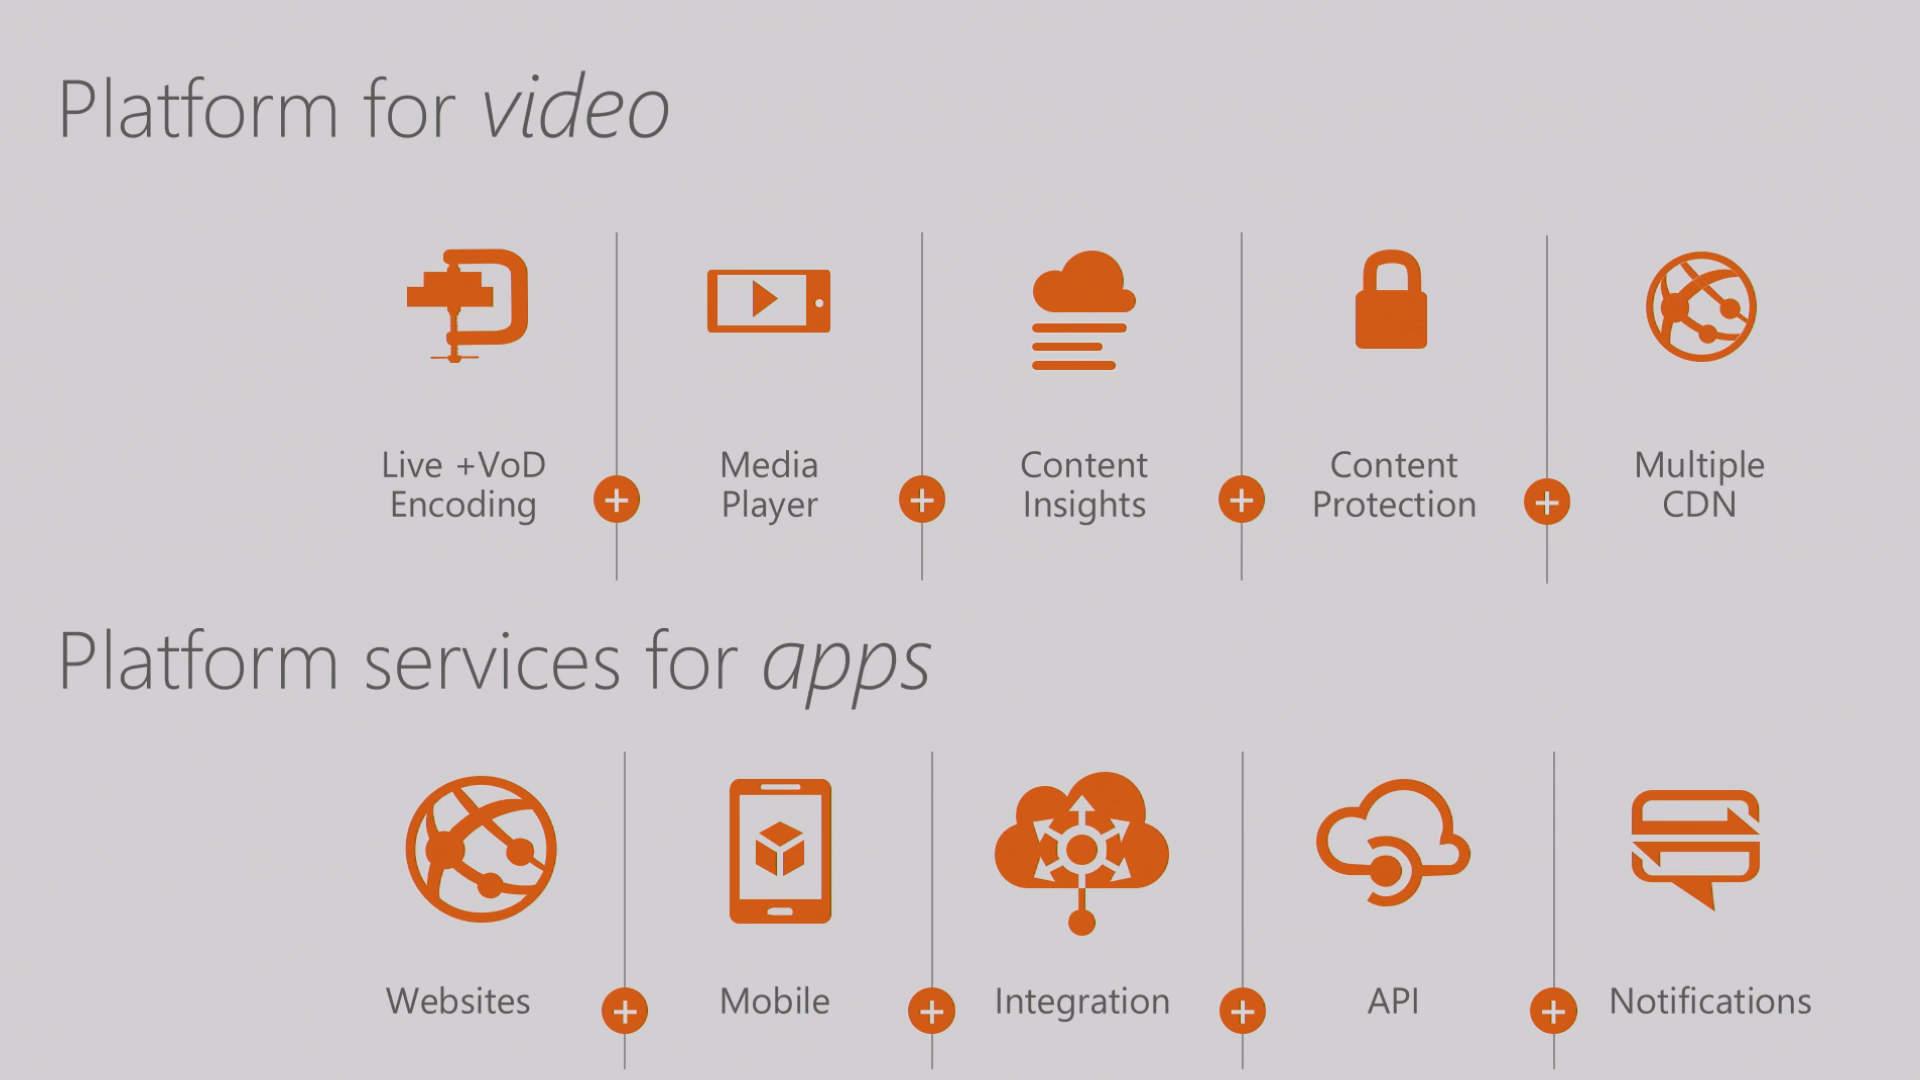 Platform for video
Live +VoD
Encoding
Media
Player
Content
Insights
Content
Protection
Multiple
CDN
Platform services for apps
Websites
Mobile
Integration
API
Notifications